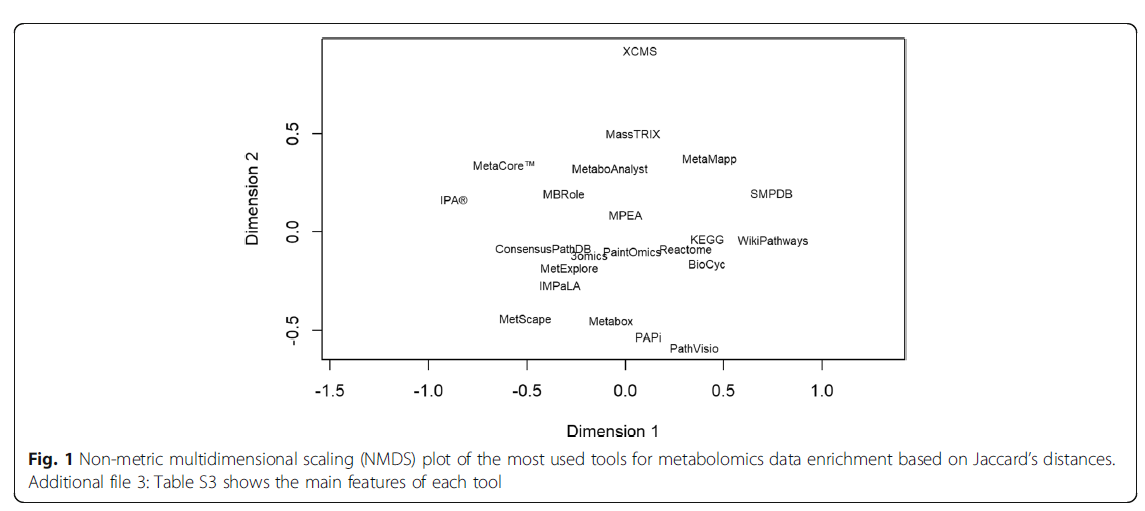 XCMS
0.5
MassTRIX
MetaMapp
MetaCore™
MetaboAnalyst
Dimension 2
MBRole
SMPDB
IPA®
MPEA
0.0
KEGG
WikiPathways
ConsensusPathDB
3omics
PaintOmics
Reactome
BioCyc
MetExplore
IMPaLA
-0.5
MetScape
Metabox
PAPi
PathVisio
-1.5 -1.0 -0.5 0.0 0.5 1.0
Dimension 1
Fig. 1 Non-metric multidimensional scaling (NMDS) plot of the most used tools for metabolomics data enrichment based on Jaccard's distances.
Additional file 3: Table S3 shows the main features of each tool